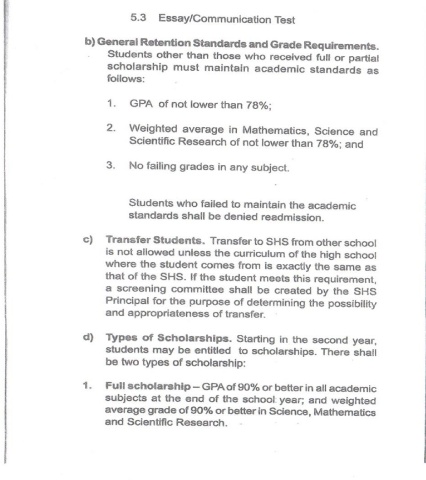 5.3 Essay/Communication Test
b) General Retention Standards and Grade Requirements.
Students other than those who received full or partial
scholarship must maintain academic standards as
follows:
1. GPA of not lower than 78%;
2. Weighted average in Mathematics, Science and
Scientific Research of not lower than 78%; and
3. No failing grades in any subject.
Students who failed to maintain the academic
standards shall be denied readmission.
c) Transfer Students. Transfer to SHS from other school
is not allowed unless the curriculum of the high school
where the student comes from is exactly the same as
that of the SHS. If the student meets this requirement,
a screening committee shall be created by the SHS
Principal for the purpose of determining the possibility
and appropriateness of transfer.
d) Types of Scholarships. Starting in the second year,
students may be entitled to scholarships. There shall
be two types of scholarship:
1. Full scholarship – GPA of 90% or better in all academic
subjects at the end of the school year; and weighted
average grade of 90% or better in Science, Mathematics
and Scientific Research.